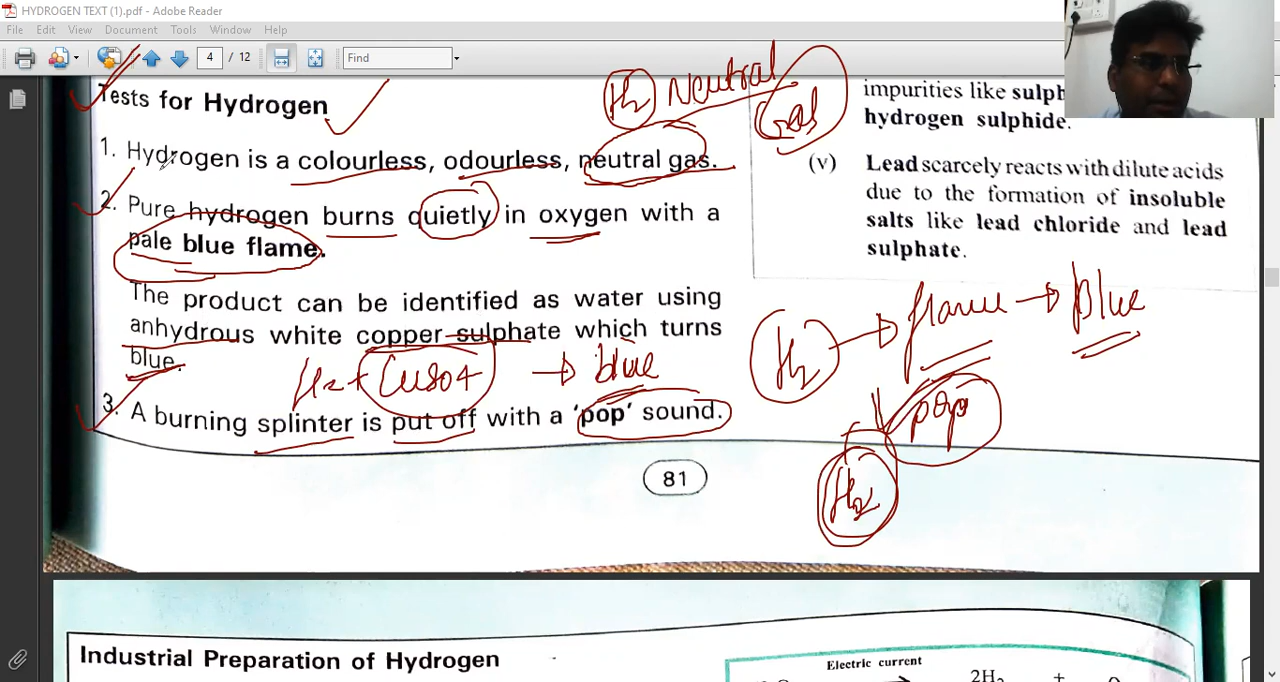 HYDROGEN TEXT (1).pdf - Adobe Reader
File Edit View Document Tools Window Help
4 / 12 Find
Tests for Hydrogen
1. Hydrogen is a colourless, odourless, neutral gas.
2. Pure hydrogen burns quietly in oxygen with a
pale blue flame.
The product can be identified as water using
anhydrous white copper sulphate which turns
blue.
3. A burning splinter is put off with a 'pop' sound.
81
H2 Neutral
Gas
impurities like sulph
hydrogen sulphide.
(v) Lead scarcely reacts with dilute acids
due to the formation of insoluble
salts like lead chloride and lead
sulphate.
H2 → flame → Blue
pop
H2
H2+ CuSO4 → blue
Industrial Preparation of Hydrogen
Electric current
2H2 +